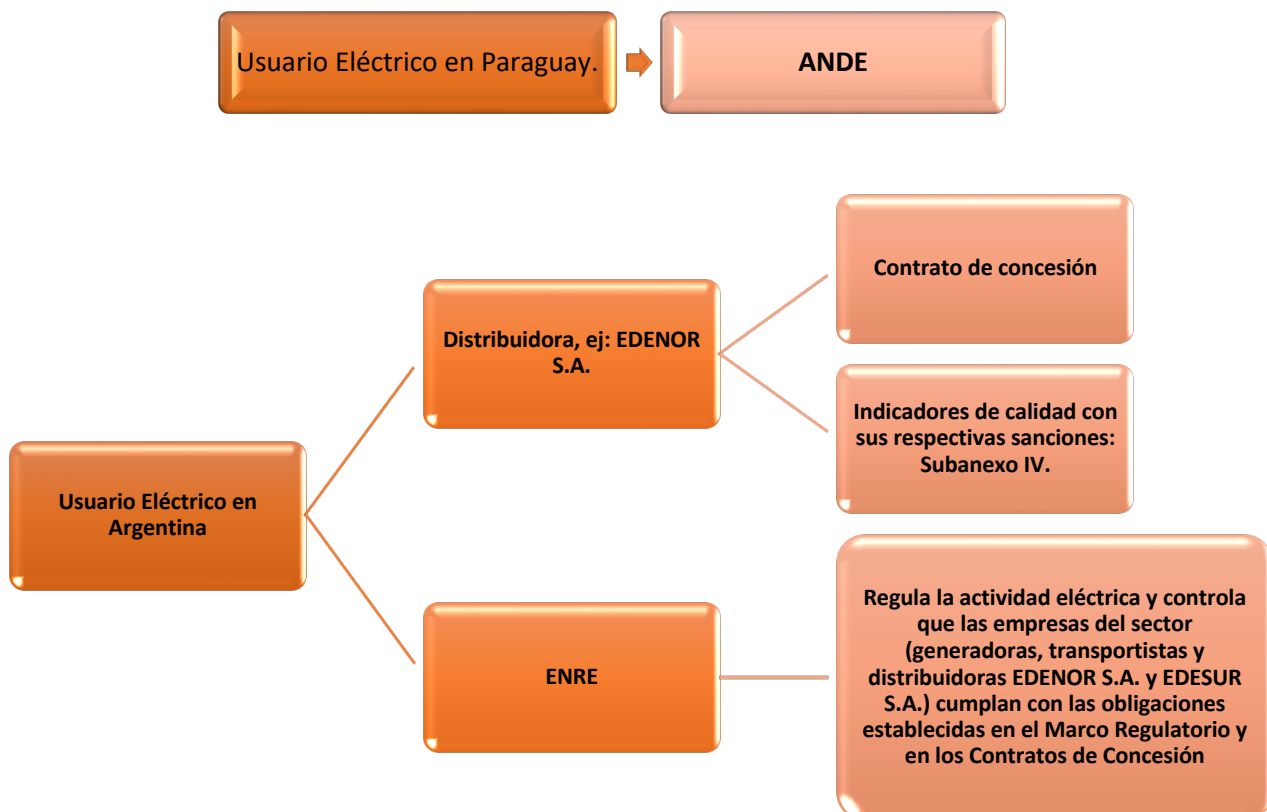 Usuario Eléctrico en Paraguay.
ANDE
Contrato de concesión
Distribuidora, ej: EDENOR
S.A.
Indicadores de calidad con
sus respectivas sanciones:
Subanexo IV.
Usuario Eléctrico en
Argentina
ENRE
Regula la actividad eléctrica y controla
que las empresas del sector
(generadoras, transportistas y
distribuidoras EDENOR S.A. y EDESUR
S.A.) cumplan con las obligaciones
establecidas en el Marco Regulatorio y
en los Contratos de Concesión